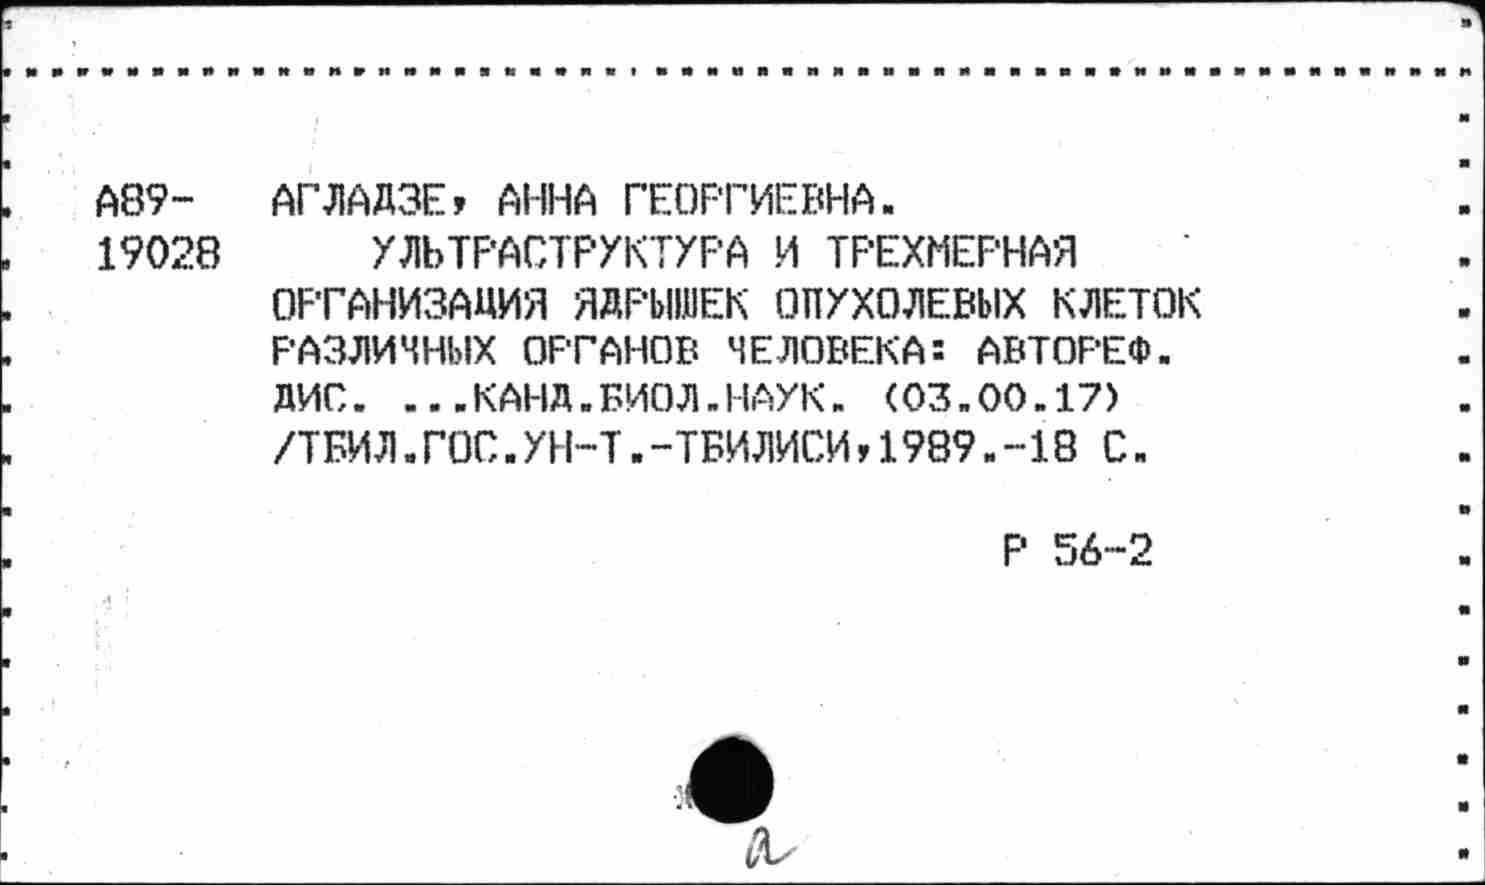 А89- АГЛАДЗЕ, АННА ГЕОРГИЕВНА.
19028 УЛЬТРАСТРУКТУРА И ТРЕХМЕРНАЯ
ОРГАНИЗАЦИЯ ЯДРЫШЕК ОПУХОЛЕВЫХ КЛЕТОК
РАЗЛИЧНЫХ ОРГАНОВ ЧЕЛОВЕКА: АВТОРЕФ.
ДИС. ...КАНД.БИОЛ.НАУК. (03.00.17)
/ТБИЛ.ГОС.УН-Т.-ТБИЛИСИ,1989.-18 С.
Р 56-2
а